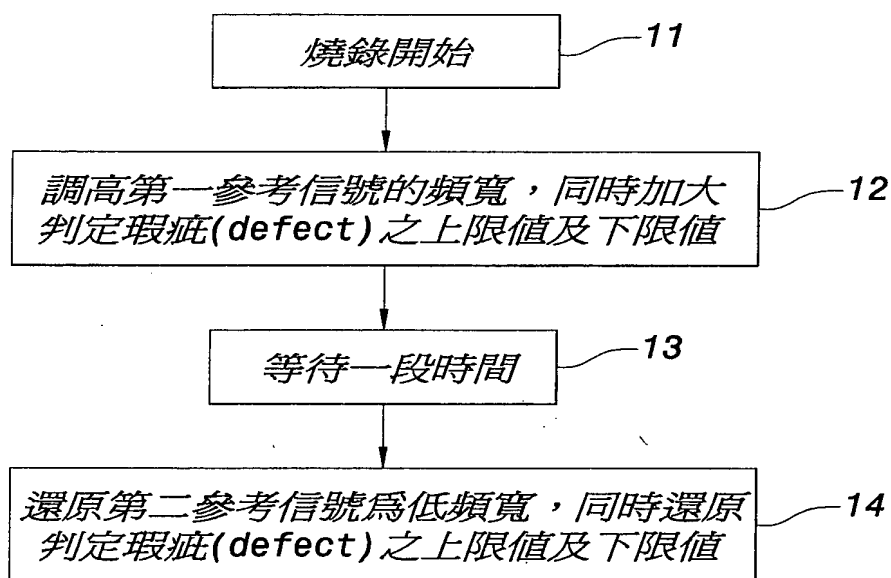 燒錄開始
11
調高第一參考信號的頻寬，同時加大
判定瑕疵(defect)之上限值及下限值
12
等待一段時間
13
還原第二參考信號為低頻寬，同時還原
判定瑕疵(defect)之上限值及下限值
14